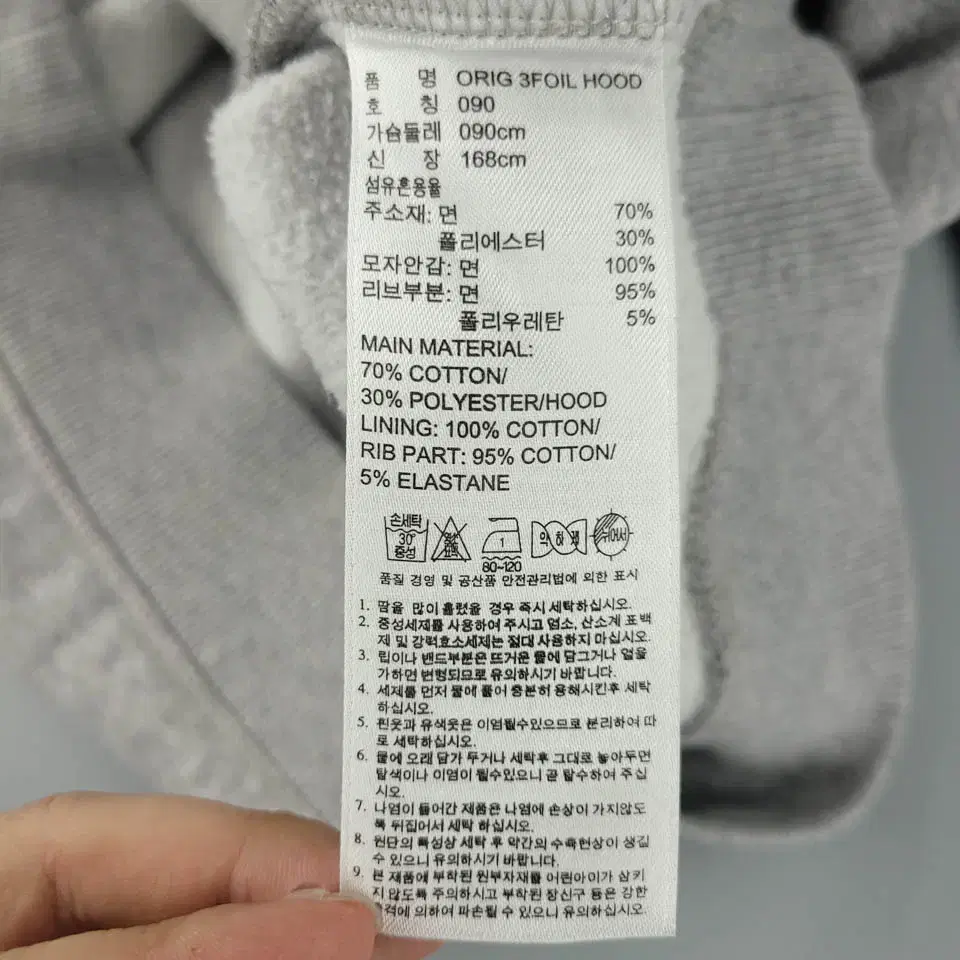 품 명 ORIG 3FOIL HOOD
호 칭 090
가슴둘레 090cm
신 장 168cm
섬유혼용율
주소재: 면 70%
폴리에스터 30%
모자안감: 면 100%
리브부분: 면 95%
폴리우레탄 5%
MAIN MATERIAL:
70% COTTON/
30% POLYESTER/HOOD
LINING: 100% COTTON/
RIB PART: 95% COTTON/
5% ELASTANE
손세탁
30°
중성
1
약하게
뉘어서
80~120
품질 경영 및 공산품 안전관리법에 의한 표시
1. 땀을 많이 흘렸을 경우 즉시 세탁하십시오.
2. 중성세제를 사용하여 주시고 염소, 산소계 표백
제 및 강력효소세제는 절대 사용하지 마십시오.
3. 립이나 밴드부분은 뜨거운 물에 담그거나 열을
가하면 변형되므로 유의하시기 바랍니다.
4. 세제를 먼저 물에 풀어 충분히 용해시킨후 세탁
하십시오.
5. 흰옷과 유색옷은 이염될수있으므로 분리하여 따
로 세탁하십시오.
6. 물에 오래 담가 두거나 세탁후 그대로 놓아두면
탈색이나 이염이 될수있으니 곧 탈수하여 주십
시오.
7. 나염이 들어간 제품은 나염에 손상이 가지않도
록 뒤집어서 세탁 하십시오.
8. 원단의 특성상 세탁 후 약간의 수축현상이 생길
수 있으니 유의하시기 바랍니다.
9. 본 제품에 부착된 원부자재를 어린아이가 삼키
지 않도록 주의하시고 부착된 장신구 등은 강한
격에 의하여 파손될 수 있으니 유의하십시오.